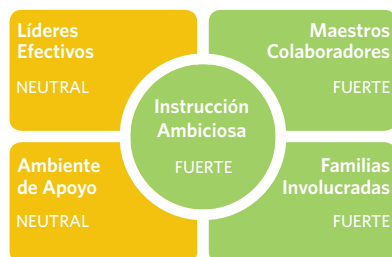 Líderes
Efectivos
NEUTRAL
Maestros
Colaboradores
FUERTE
Instrucción
Ambiciosa
FUERTE
Ambiente
de Apoyo
NEUTRAL
Familias
Involucradas
FUERTE